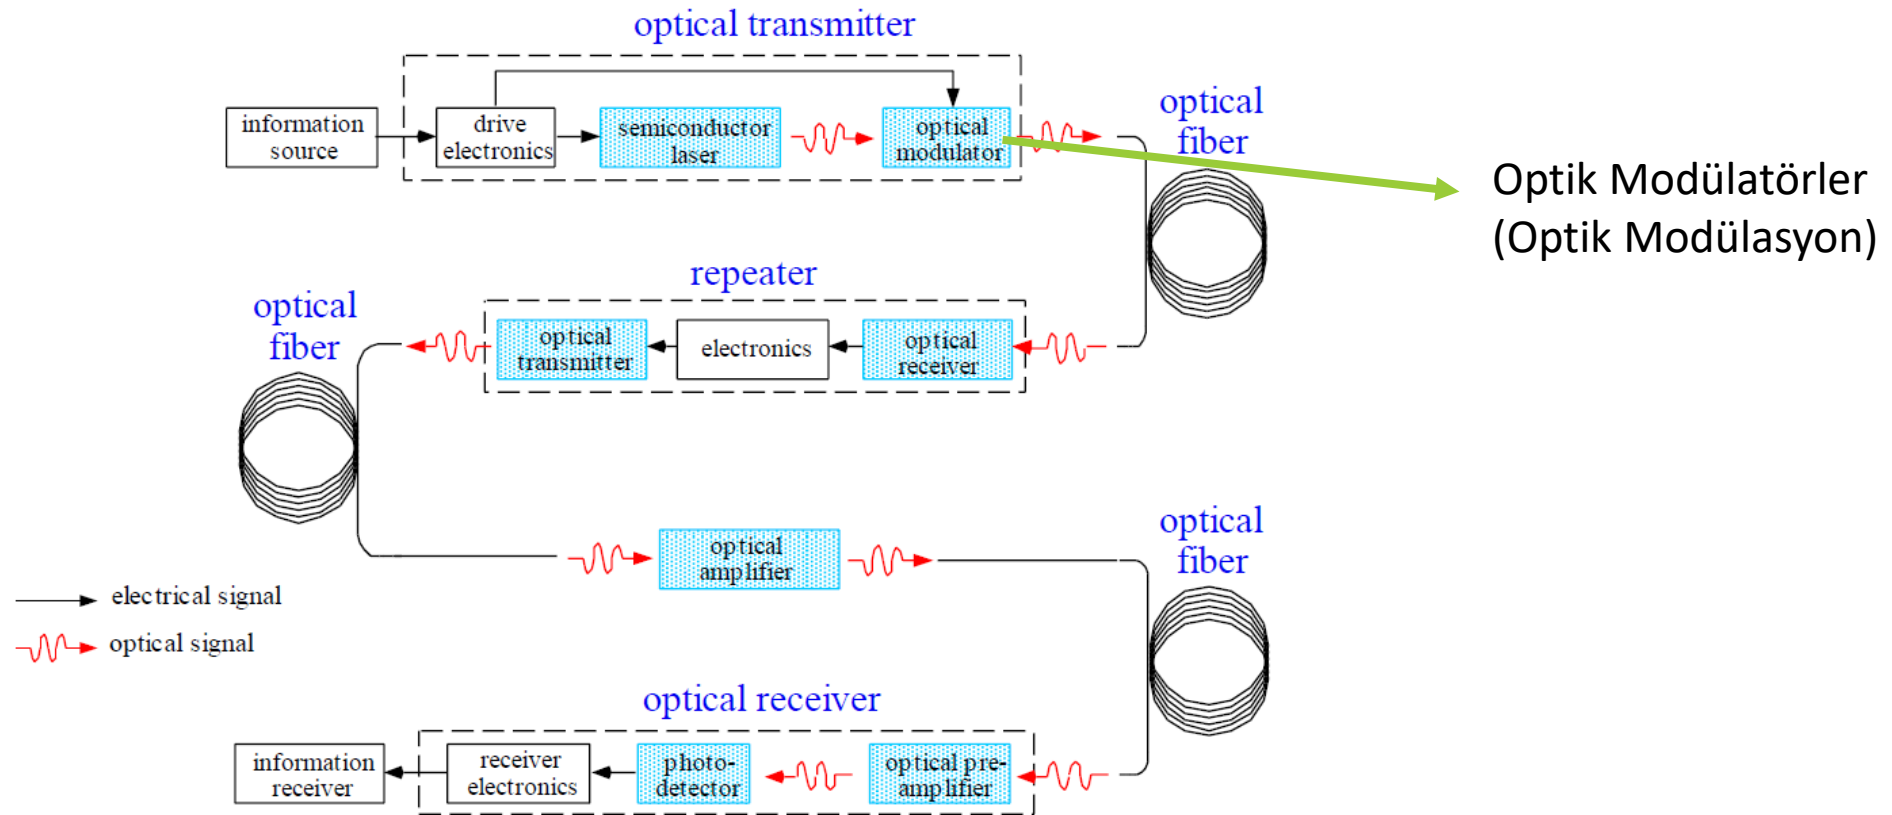 optical transmitter
information
source
drive
electronics
semiconductor
laser
optical
modulator
optical
fiber
Optik Modülatörler
(Optik Modülasyon)
repeater
optical
fiber
optical
transmitter
electronics
optical
receiver
optical
amplifier
optical
fiber
electrical signal
optical signal
optical receiver
information
receiver
receiver
electronics
photo-
detector
optical pre-
amplifier